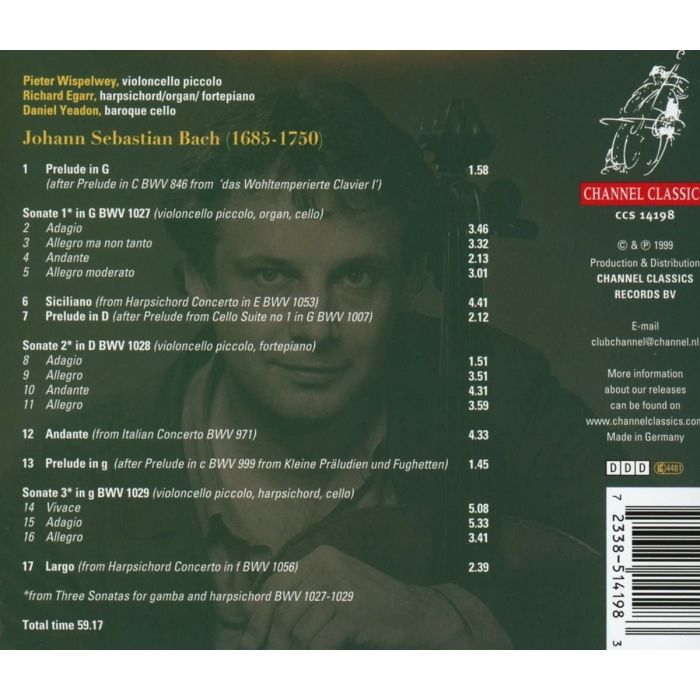 Pieter Wispelwey, violoncello piccolo
Richard Egarr, harpsichord/organ/ fortepiano
Daniel Yeadon, baroque cello
Johann Sebastian Bach (1685-1750)
1 Prelude in G 1.58
(after Prelude in C BWV 846 from 'das Wohltemperierte Clavier I')
Sonate 1* in G BWV 1027 (violoncello piccolo, organ, cello)
2 Adagio 3.46
3 Allegro ma non tanto 3.32
4 Andante 2.13
5 Allegro moderato 3.01
6 Siciliano (from Harpsichord Concerto in E BWV 1053) 4.41
7 Prelude in D (after Prelude from Cello Suite no 1 in G BWV 1007) 2.12
Sonate 2* in D BWV 1028 (violoncello piccolo, fortepiano)
8 Adagio 1.51
9 Allegro 3.51
10 Andante 4.31
11 Allegro 3.59
12 Andante (from Italian Concerto BWV 971) 4.33
13 Prelude in g (after Prelude in c BWV 999 from Kleine Präludien und Fughetten) 1.45
Sonate 3* in g BWV 1029 (violoncello piccolo, harpsichord, cello)
14 Vivace 5.08
15 Adagio 5.33
16 Allegro 3.41
17 Largo (from Harpsichord Concerto in f BWV 1056) 2.39
*from Three Sonatas for gamba and harpsichord BWV 1027-1029
Total time 59.17
CHANNEL CLASSIC
CCS 14198
© & ℗ 1999
Production & Distribution
CHANNEL CLASSICS
RECORDS BV
E-mail
clubchannel@channel.nl
More information
about our releases
can be found on
www.channelclassics.com
Made in Germany
D D D LC 4481
7 2338-514198 3